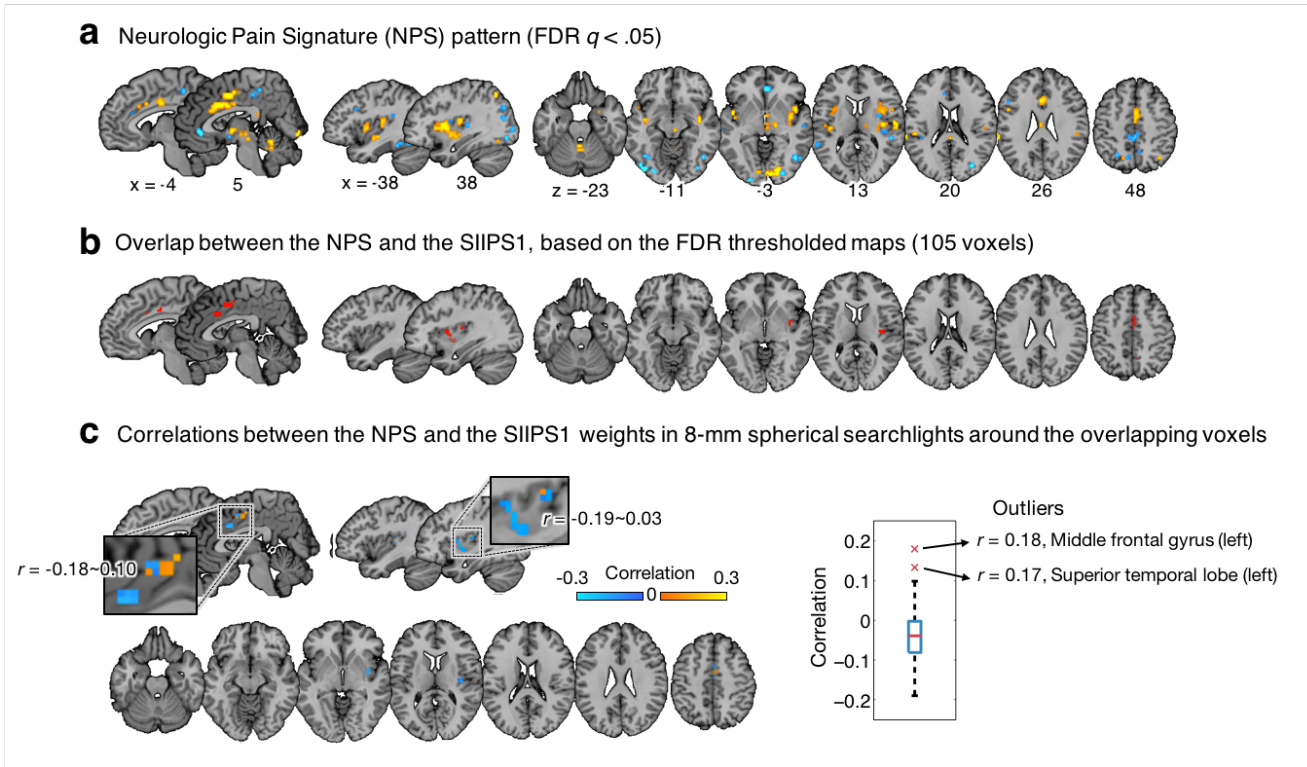 a Neurologic Pain Signature (NPS) pattern (FDR q < .05)
x = -4 5 x = -38 38 z = -23 -11 -3 13 20 26 48
b Overlap between the NPS and the SIIPS1, based on the FDR thresholded maps (105 voxels)
c Correlations between the NPS and the SIIPS1 weights in 8-mm spherical searchlights around the overlapping voxels
r = -0.18~0.10
r = -0.19~0.03
-0.3 Correlation 0.3
0
Outliers
r = 0.18, Middle frontal gyrus (left)
r = 0.17, Superior temporal lobe (left)
Correlation
0.2
0.1
0
−0.1
−0.2